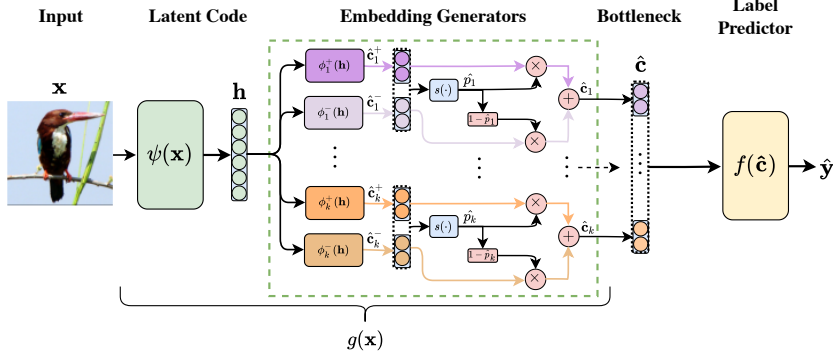 Input
Latent Code
Embedding Generators
Bottleneck
Label
Predictor
x
ψ(x)
h
ϕ₁⁺(h)
ĉ₁⁺
ϕ₁⁻(h)
ĉ₁⁻
s(·)
p̂₁
1 − p̂₁
×
×
+
ĉ₁
ϕₖ⁺(h)
ĉₖ⁺
ϕₖ⁻(h)
ĉₖ⁻
s(·)
p̂ₖ
1 − p̂ₖ
×
×
+
ĉₖ
ĉ
f(ĉ)
ŷ
g(x)